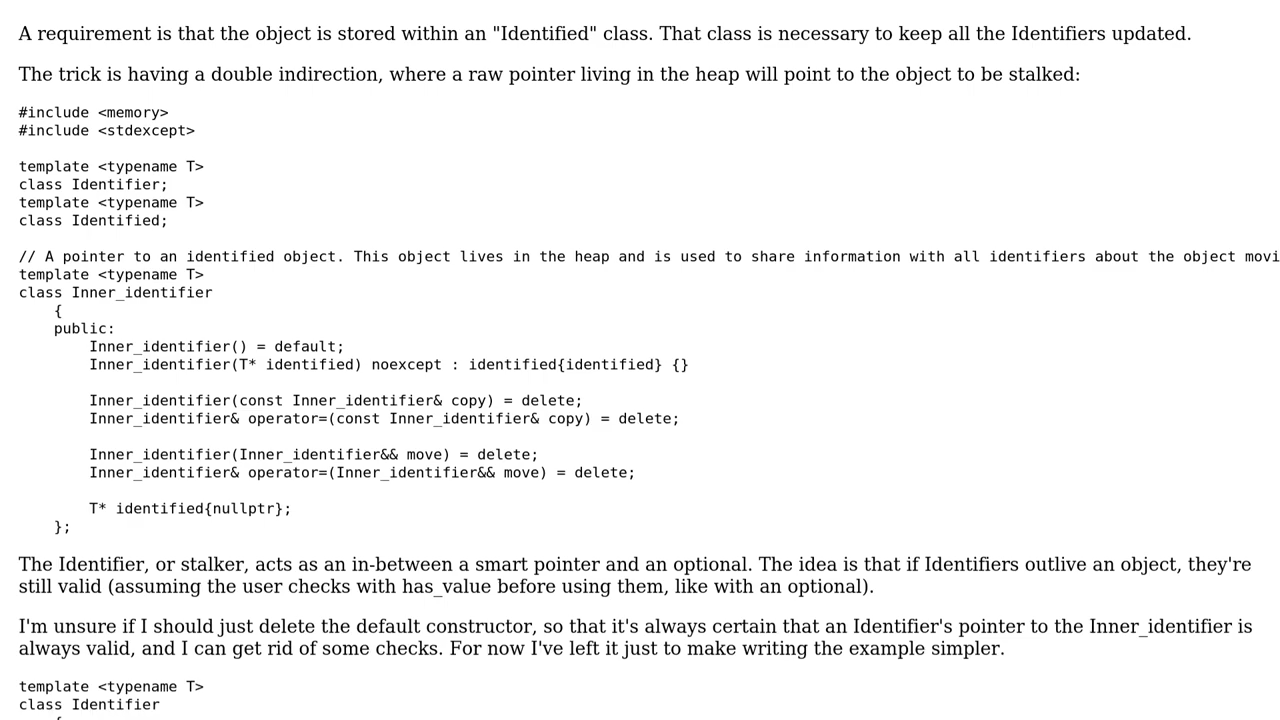 A requirement is that the object is stored within an "Identified" class. That class is necessary to keep all the Identifiers updated.
The trick is having a double indirection, where a raw pointer living in the heap will point to the object to be stalked:
#include <memory>
#include <stdexcept>
template <typename T>
class Identifier;
template <typename T>
class Identified;
// A pointer to an identified object. This object lives in the heap and is used to share information with all identifiers about the object movi
template <typename T>
class Inner_identifier
    {
    public:
        Inner_identifier() = default;
        Inner_identifier(T* identified) noexcept : identified{identified} {}
        Inner_identifier(const Inner_identifier& copy) = delete;
        Inner_identifier& operator=(const Inner_identifier& copy) = delete;
        Inner_identifier(Inner_identifier&& move) = delete;
        Inner_identifier& operator=(Inner_identifier&& move) = delete;
        T* identified{nullptr};
    };
The Identifier, or stalker, acts as an in-between a smart pointer and an optional. The idea is that if Identifiers outlive an object, they're
still valid (assuming the user checks with has_value before using them, like with an optional).
I'm unsure if I should just delete the default constructor, so that it's always certain that an Identifier's pointer to the Inner_identifier is
always valid, and I can get rid of some checks. For now I've left it just to make writing the example simpler.
template <typename T>
class Identifier